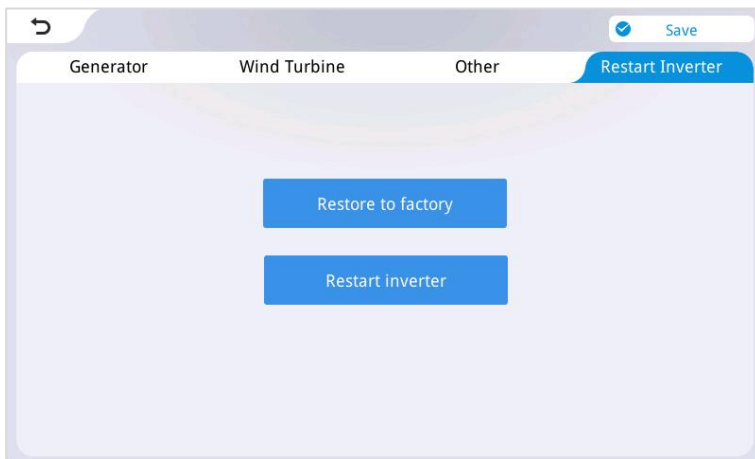 Save
Generator Wind Turbine Other Restart Inverter
Restore to factory
Restart inverter